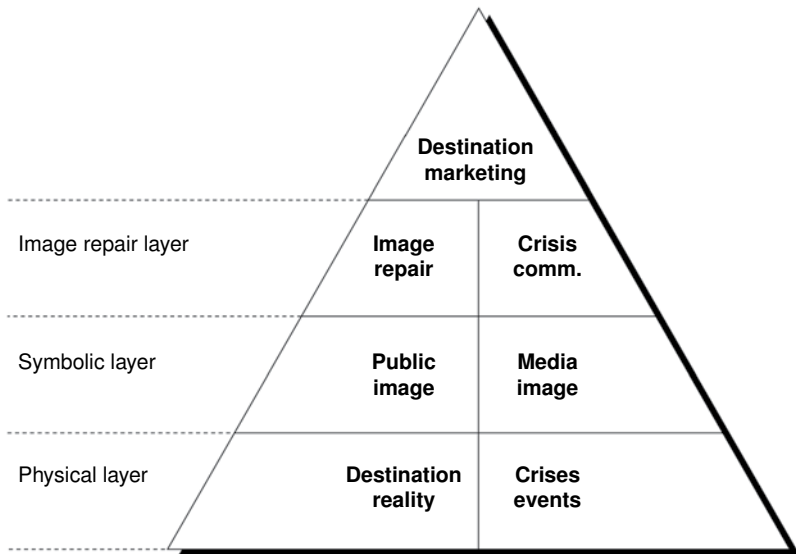 Destination
marketing
Image repair layer
Image
repair
Crisis
comm.
Symbolic layer
Public
image
Media
image
Physical layer
Destination
reality
Crises
events